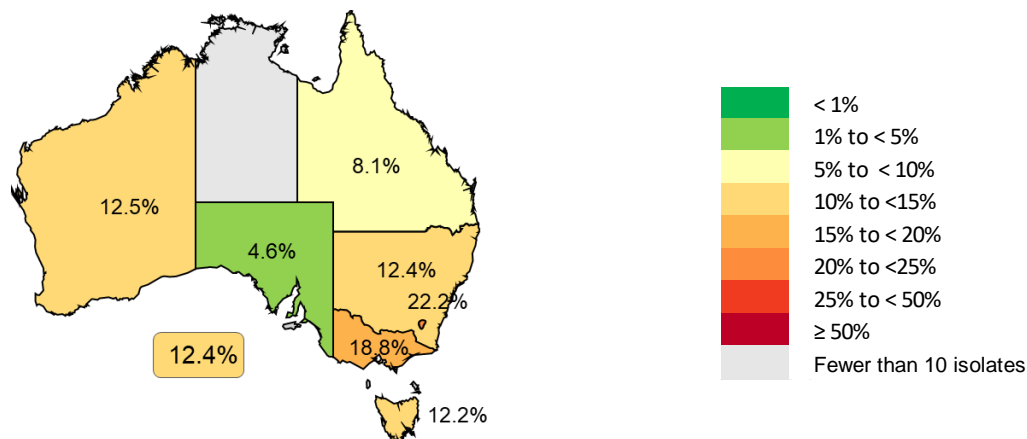 8.1%
12.5%
4.6%
12.4%
22.2%
12.4%
18.8%
12.2%
< 1%
1% to < 5%
5% to < 10%
10% to <15%
15% to < 20%
20% to <25%
25% to < 50%
≥ 50%
Fewer than 10 isolates